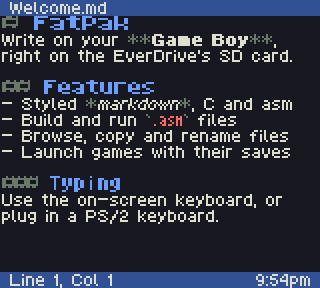 Welcome.md
# FatPak
Write on your **Game Boy**,
right on the EverDrive's SD card.
## Features
- Styled *markdown*, C and asm
- Build and run `.asm` files
- Browse, copy and rename files
- Launch games with their saves
### Typing
Use the on-screen keyboard, or
plug in a PS/2 keyboard.
Line 1, Col 1
9:54pm